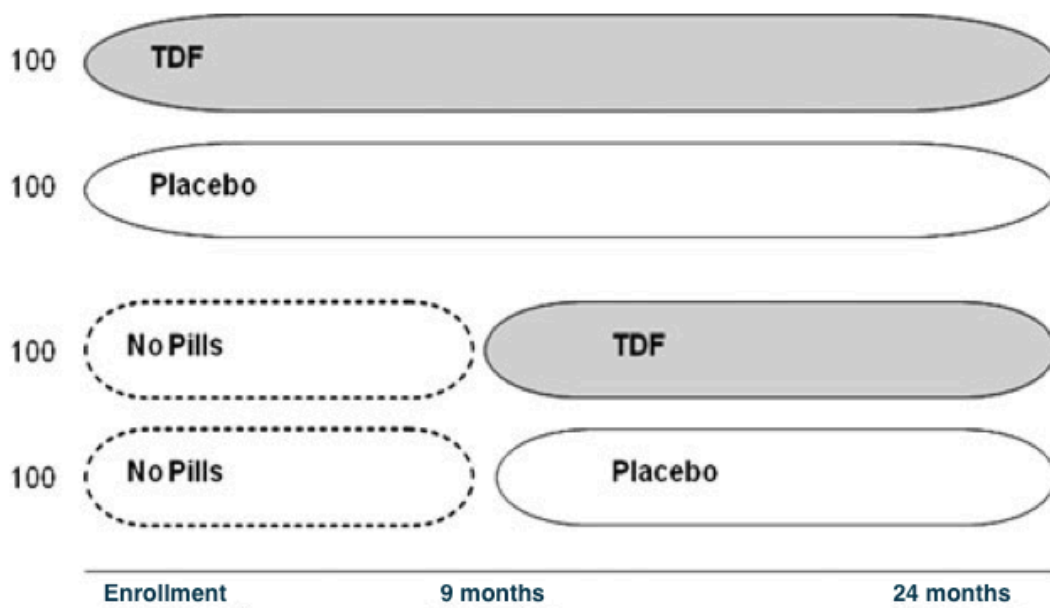 100 TDF
100 Placebo
100 No Pills TDF
100 No Pills Placebo
Enrollment 9 months 24 months